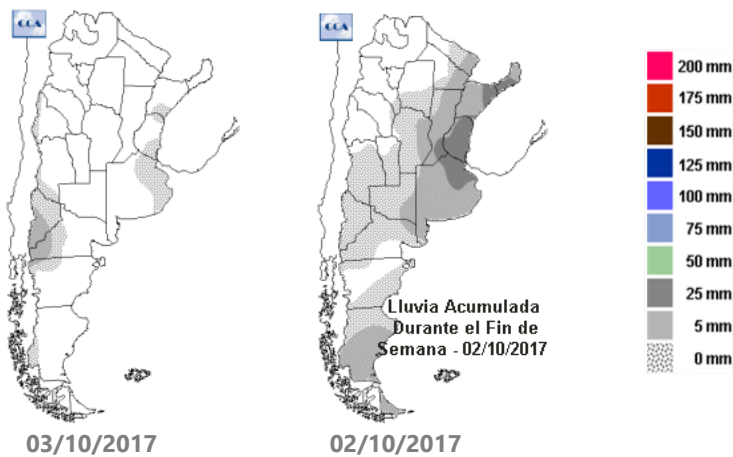 CCA
CCA
200 mm
175 mm
150 mm
125 mm
100 mm
75 mm
50 mm
25 mm
5 mm
0 mm
Lluvia Acumulada
Durante el Fin de
Semana - 02/10/2017
03/10/2017
02/10/2017